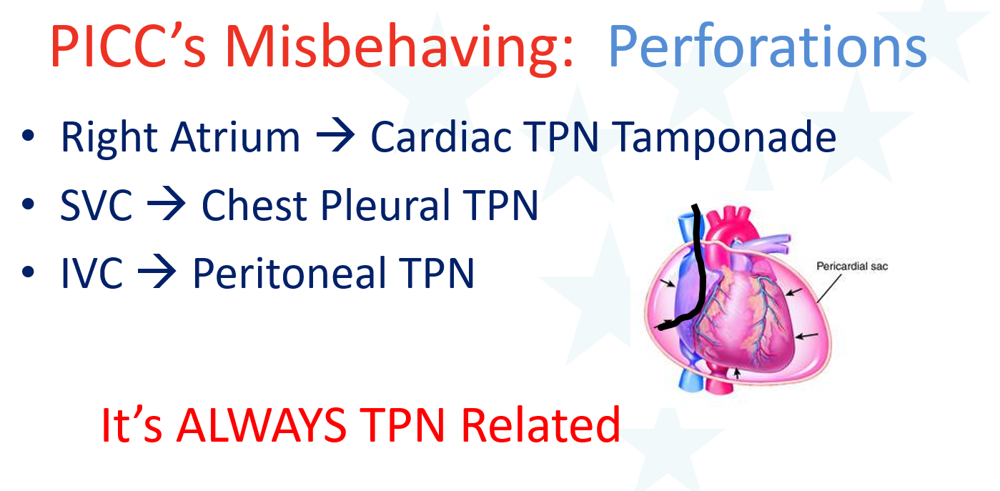 PICC’s Misbehaving: Perforations
• Right Atrium → Cardiac TPN Tamponade
• SVC → Chest Pleural TPN
• IVC → Peritoneal TPN
Pericardial sac
It’s ALWAYS TPN Related